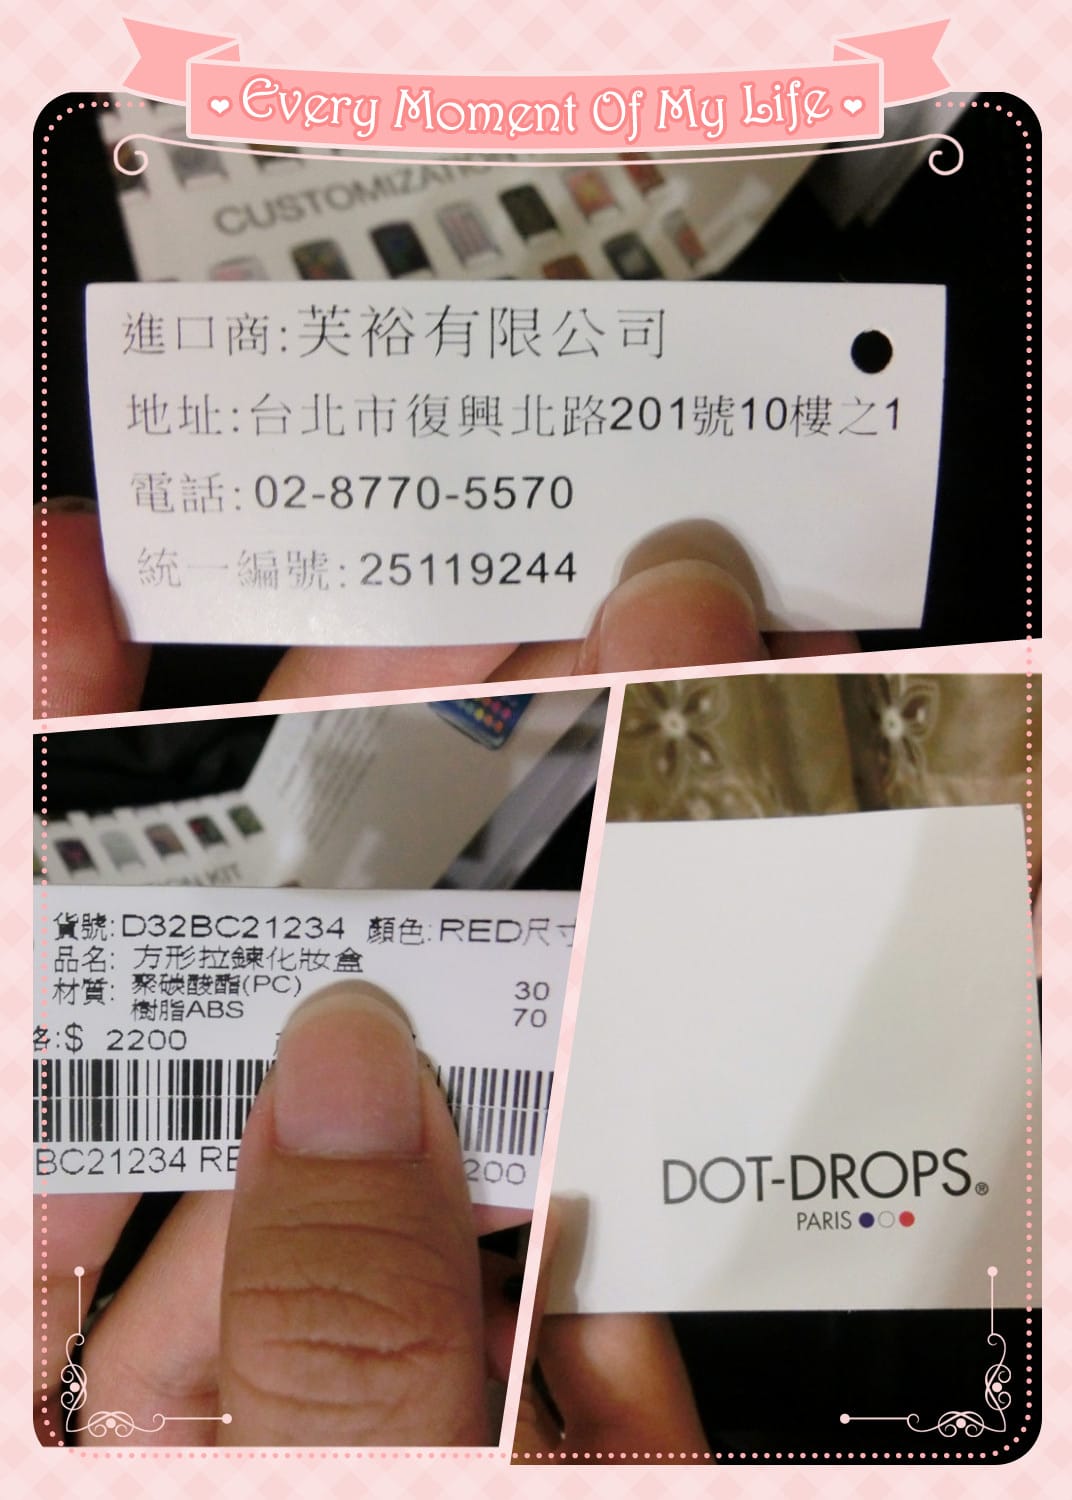 Every Moment Of My Life
CUSTOMIZATION
進口商:芙裕有限公司
地址:台北市復興北路201號10樓之1
電話:02-8770-5570
統一編號:25119244
KIT
貨號:D32BC21234 顏色:RED尺寸
品名: 方形拉鍊化妝盒
材質: 聚碳酸酯(PC) 30
樹脂ABS 70
格:$ 2200
BC21234 RE 200
DOT-DROPS®
PARIS